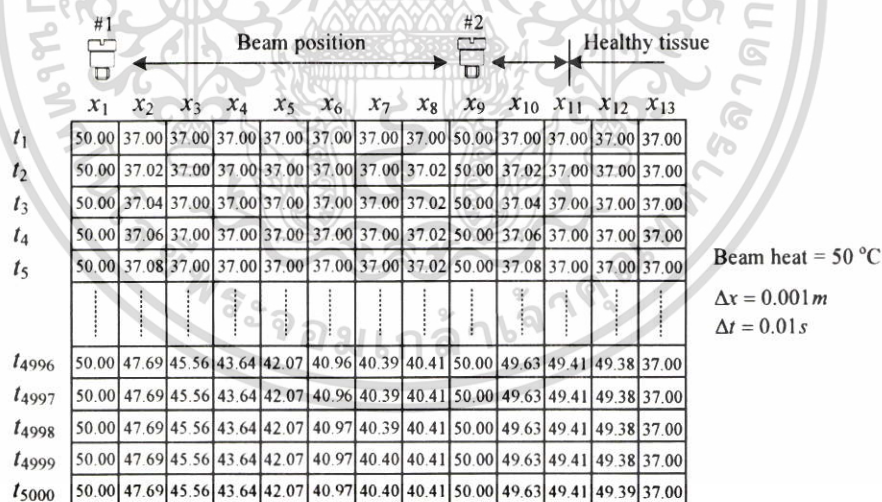 #1 #2
Beam position Healthy tissue
x1 x2 x3 x4 x5 x6 x7 x8 x9 x10 x11 x12 x13
t1 50.00 37.00 37.00 37.00 37.00 37.00 37.00 37.00 50.00 37.00 37.00 37.00 37.00
t2 50.00 37.02 37.00 37.00 37.00 37.00 37.00 37.02 50.00 37.02 37.00 37.00 37.00
t3 50.00 37.04 37.00 37.00 37.00 37.00 37.00 37.02 50.00 37.04 37.00 37.00 37.00
t4 50.00 37.06 37.00 37.00 37.00 37.00 37.00 37.02 50.00 37.06 37.00 37.00 37.00
t5 50.00 37.08 37.00 37.00 37.00 37.00 37.00 37.02 50.00 37.08 37.00 37.00 37.00
Beam heat = 50 °C
Δx = 0.001m
Δt = 0.01s
t4996 50.00 47.69 45.56 43.64 42.07 40.96 40.39 40.41 50.00 49.63 49.41 49.38 37.00
t4997 50.00 47.69 45.56 43.64 42.07 40.96 40.39 40.41 50.00 49.63 49.41 49.38 37.00
t4998 50.00 47.69 45.56 43.64 42.07 40.97 40.39 40.41 50.00 49.63 49.41 49.38 37.00
t4999 50.00 47.69 45.56 43.64 42.07 40.97 40.40 40.41 50.00 49.63 49.41 49.38 37.00
t5000 50.00 47.69 45.56 43.64 42.07 40.97 40.40 40.41 50.00 49.63 49.41 49.39 37.00